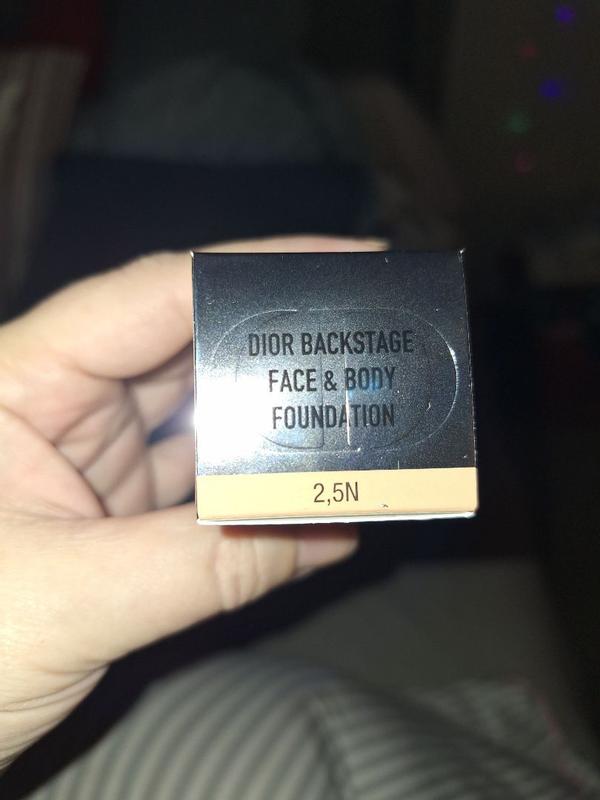 DIOR BACKSTAGE
FACE & BODY
FOUNDATION
2,5N